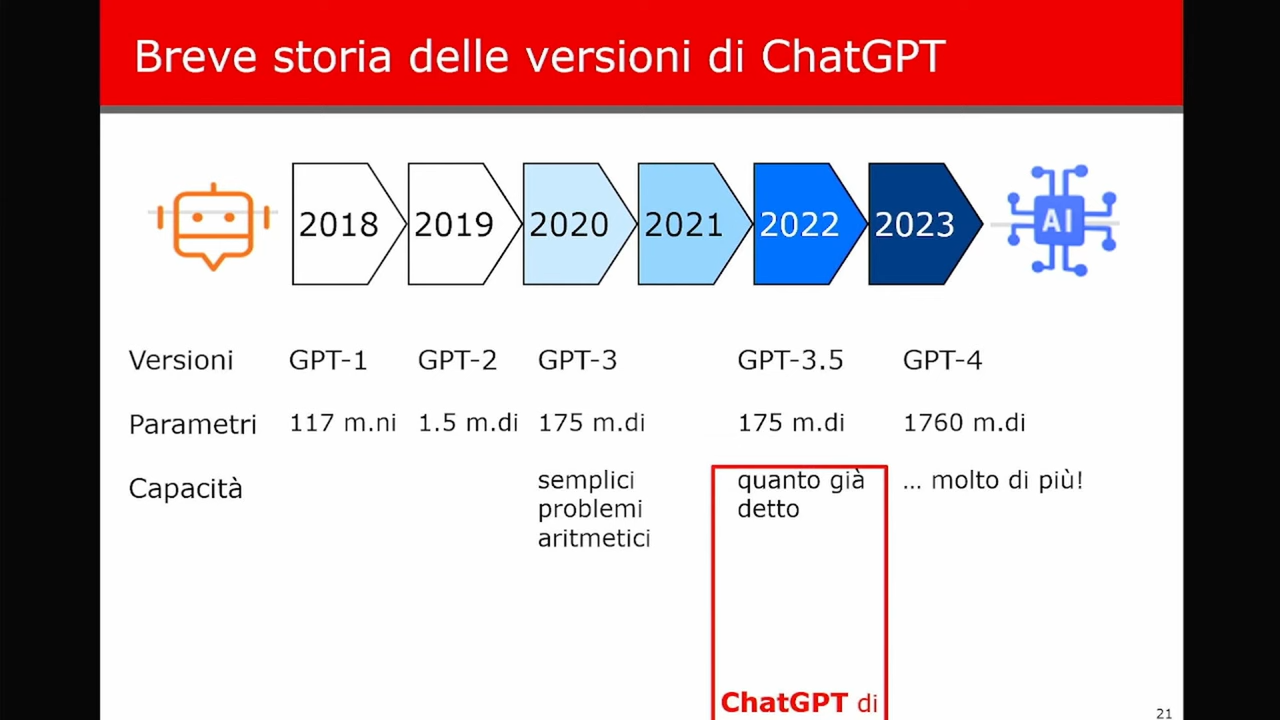 Breve storia delle versioni di ChatGPT
2018 2019 2020 2021 2022 2023 AI
Versioni GPT-1 GPT-2 GPT-3 GPT-3.5 GPT-4
Parametri 117 m.ni 1.5 m.di 175 m.di 175 m.di 1760 m.di
Capacità semplici quanto già … molto di più!
problemi detto
aritmetici
ChatGPT di
21